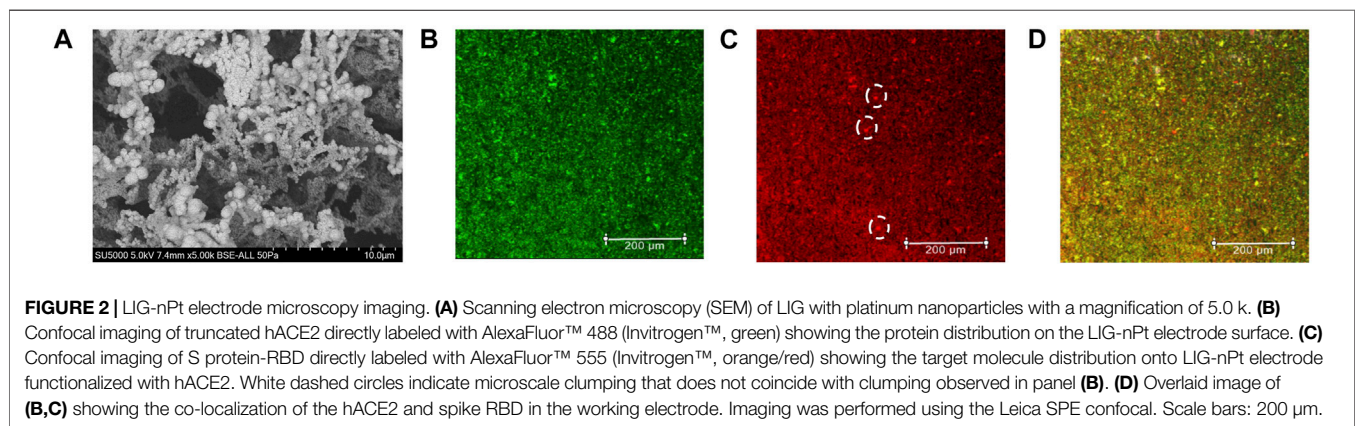 A
B
C
D
SU5000 5.0kV 7.4mm x5.00k BSE-ALL 50Pa 10.0µm
200 µm
200 µm
200 µm
FIGURE 2 | LIG-nPt electrode microscopy imaging. (A) Scanning electron microscopy (SEM) of LIG with platinum nanoparticles with a magnification of 5.0 k. (B)
Confocal imaging of truncated hACE2 directly labeled with AlexaFluor™ 488 (Invitrogen™, green) showing the protein distribution on the LIG-nPt electrode surface. (C)
Confocal imaging of S protein-RBD directly labeled with AlexaFluor™ 555 (Invitrogen™, orange/red) showing the target molecule distribution onto LIG-nPt electrode
functionalized with hACE2. White dashed circles indicate microscale clumping that does not coincide with clumping observed in panel (B). (D) Overlaid image of
(B,C) showing the co-localization of the hACE2 and spike RBD in the working electrode. Imaging was performed using the Leica SPE confocal. Scale bars: 200 µm.